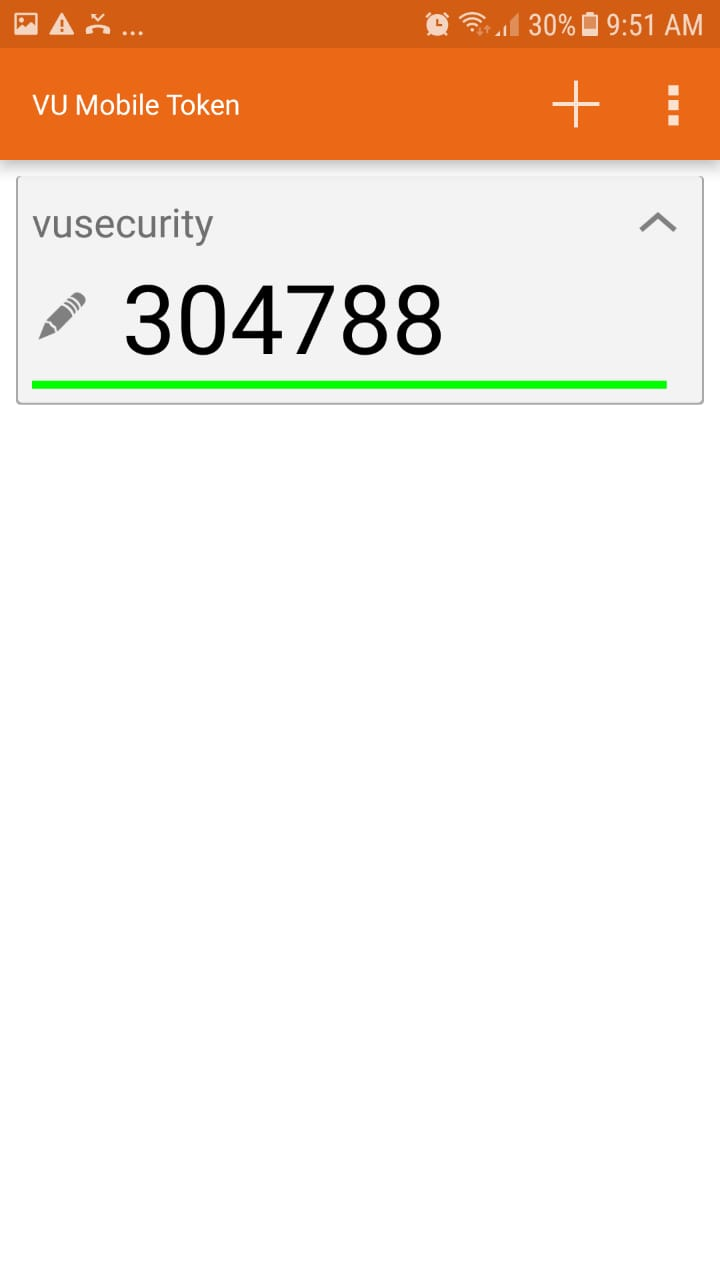 ... 30% 9:51 AM
VU Mobile Token
vusecurity
304788